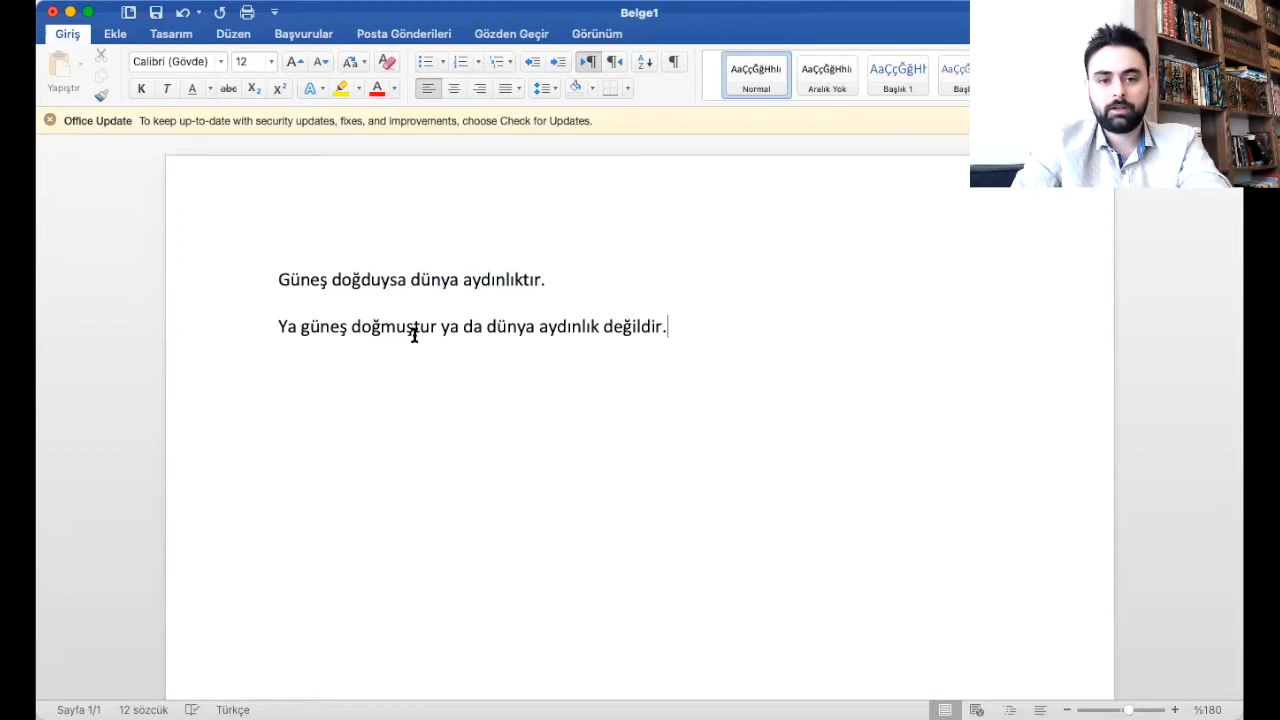 Belge1
Giriş Ekle Tasarım Düzen Başvurular Posta Gönderileri Gözden Geçir Görünüm
Calibri (Gövde) 12
AaÇçĞğHhIı AaÇçĞğHhIı AaÇçĞğHl
Yapıştır K T A abc X₂ X² Normal Aralık Yok Başlık 1
Office Update To keep up-to-date with security updates, fixes, and improvements, choose Check for Updates.
Güneş doğduysa dünya aydınlıktır.
Ya güneş doğmuştur ya da dünya aydınlık değildir.
Sayfa 1/1 12 sözcük Türkçe %180